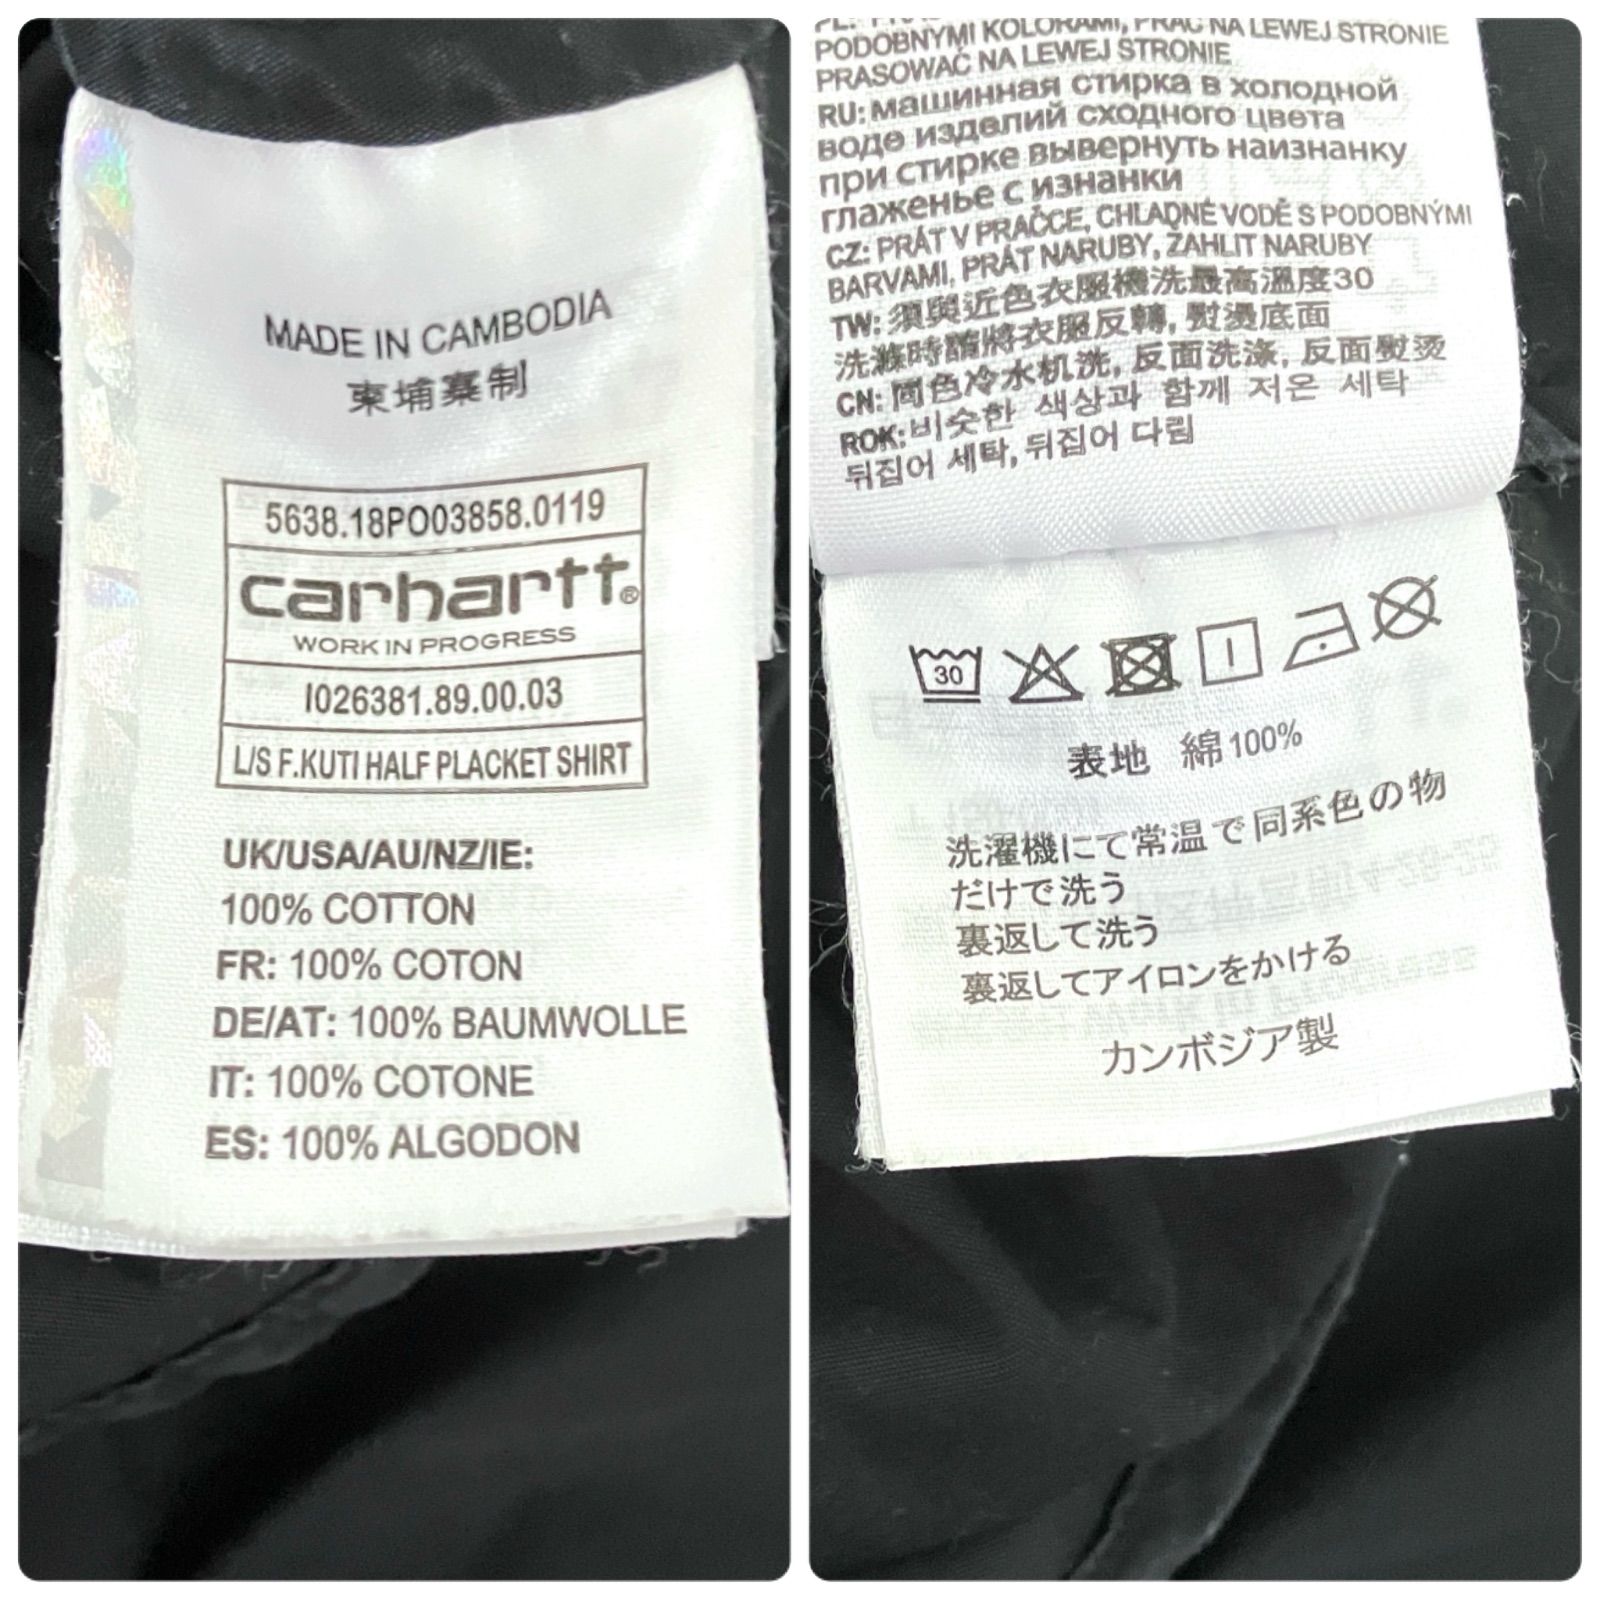 MADE IN CAMBODIA
柬埔寨制
5638.18PO03858.0119
carhartt®
WORK IN PROGRESS
I026381.89.00.03
L/S F.KUTI HALF PLACKET SHIRT
UK/USA/AU/NZ/IE:
100% COTTON
FR: 100% COTON
DE/AT: 100% BAUMWOLLE
IT: 100% COTONE
ES: 100% ALGODON
PODOBNYMI KOLORAMI, PRAĆ NA LEWEJ STRONIE
PRASOWAĆ NA LEWEJ STRONIE
RU: машинная стирка в холодной
воде изделий сходного цвета
при стирке вывернуть наизнанку
глаженье с изнанки
CZ: PRÁT V PRAČCE, CHLADNÉ VODĚ S PODOBNÝMI
BARVAMI, PRÁT NARUBY, ŽAHLIT NARUBY
TW: 須與近色衣服機洗最高溫度30
洗滌時請將衣服反轉, 熨燙底面
CN: 同色冷水机洗, 反面洗涤, 反面熨烫
ROK: 비슷한 색상과 함께 저온 세탁
뒤집어 세탁, 뒤집어 다림
30
表地 綿100%
洗濯機にて常温で同系色の物
だけで洗う
裏返して洗う
裏返してアイロンをかける
カンボジア製